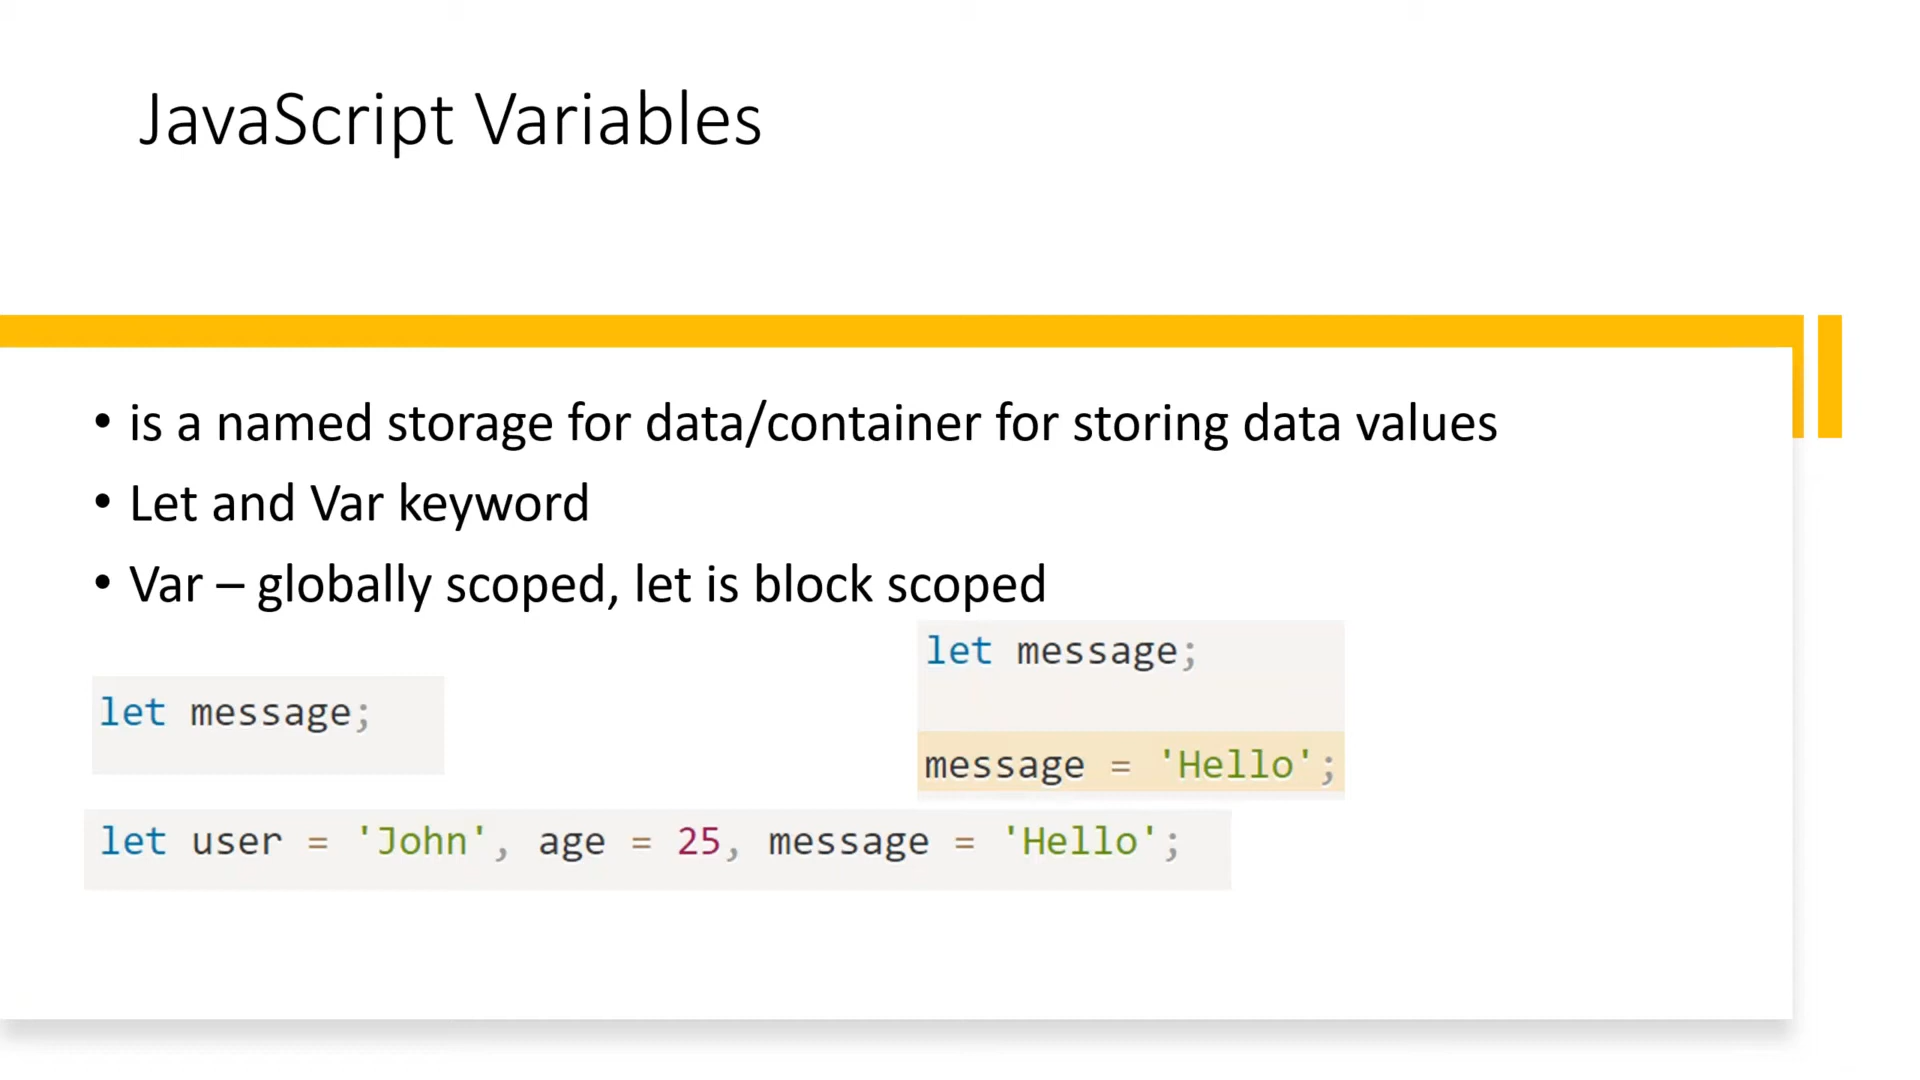 JavaScript Variables
• is a named storage for data/container for storing data values
• Let and Var keyword
• Var – globally scoped, let is block scoped
let message;
let message;
message = 'Hello';
let user = 'John', age = 25, message = 'Hello';